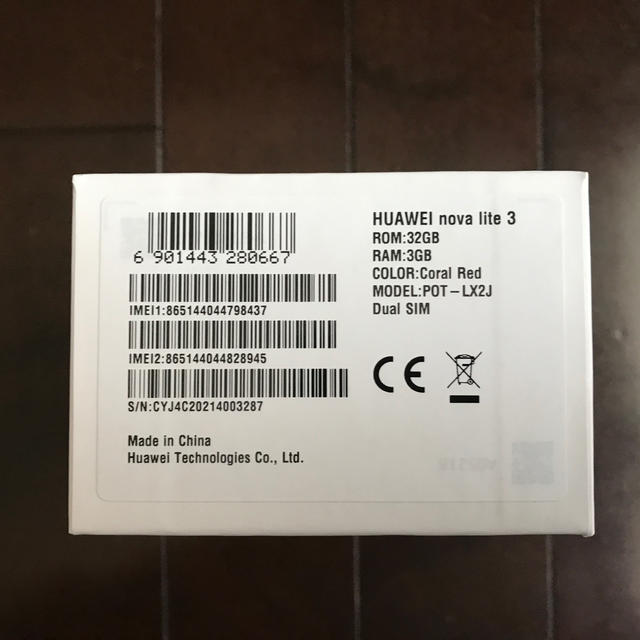 6 901443 280667
IMEI1:865144044798437
IMEI2:865144044828945
S/N:CYJ4C20214003287
Made in China
Huawei Technologies Co., Ltd.
HUAWEI nova lite 3
ROM:32GB
RAM:3GB
COLOR:Coral Red
MODEL:POT-LX2J
Dual SIM
CE